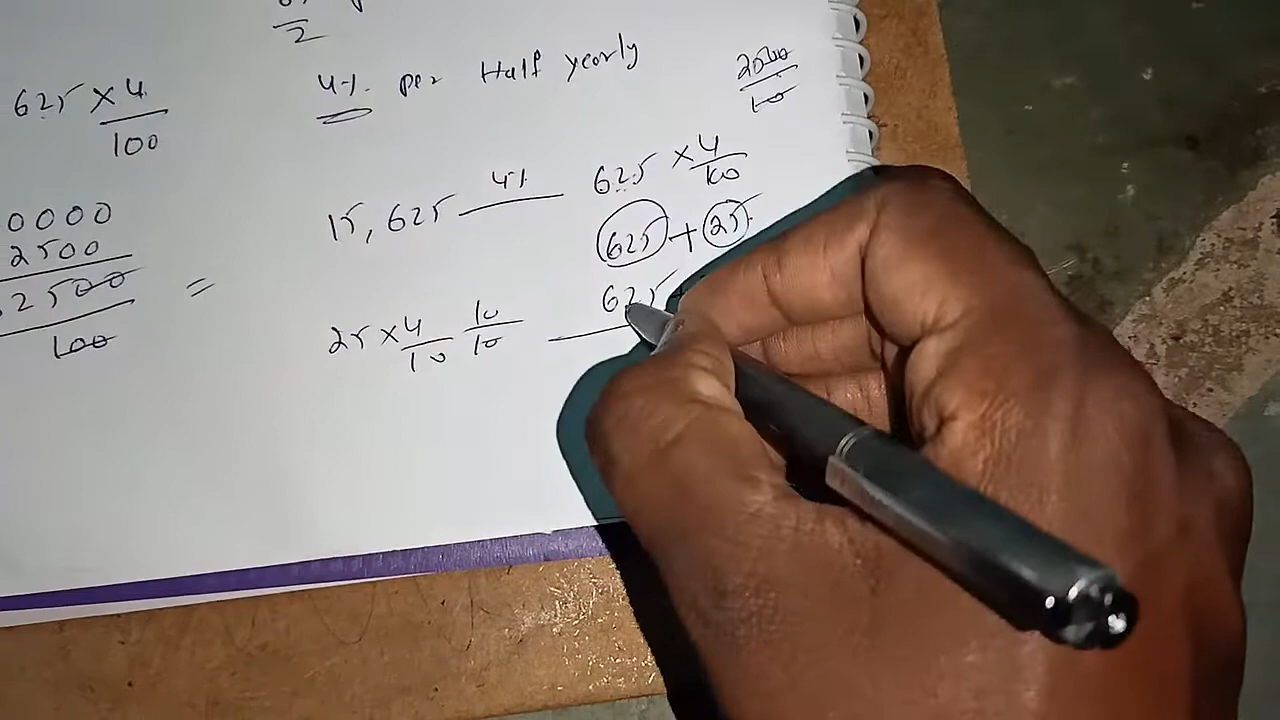 2
4% per Half yearly
2500
10
625 × 4
100
15,625 4% 625 × 4
100
625 + 25
0000
2500
2500
100
=
25 × 4 10
10 10
625